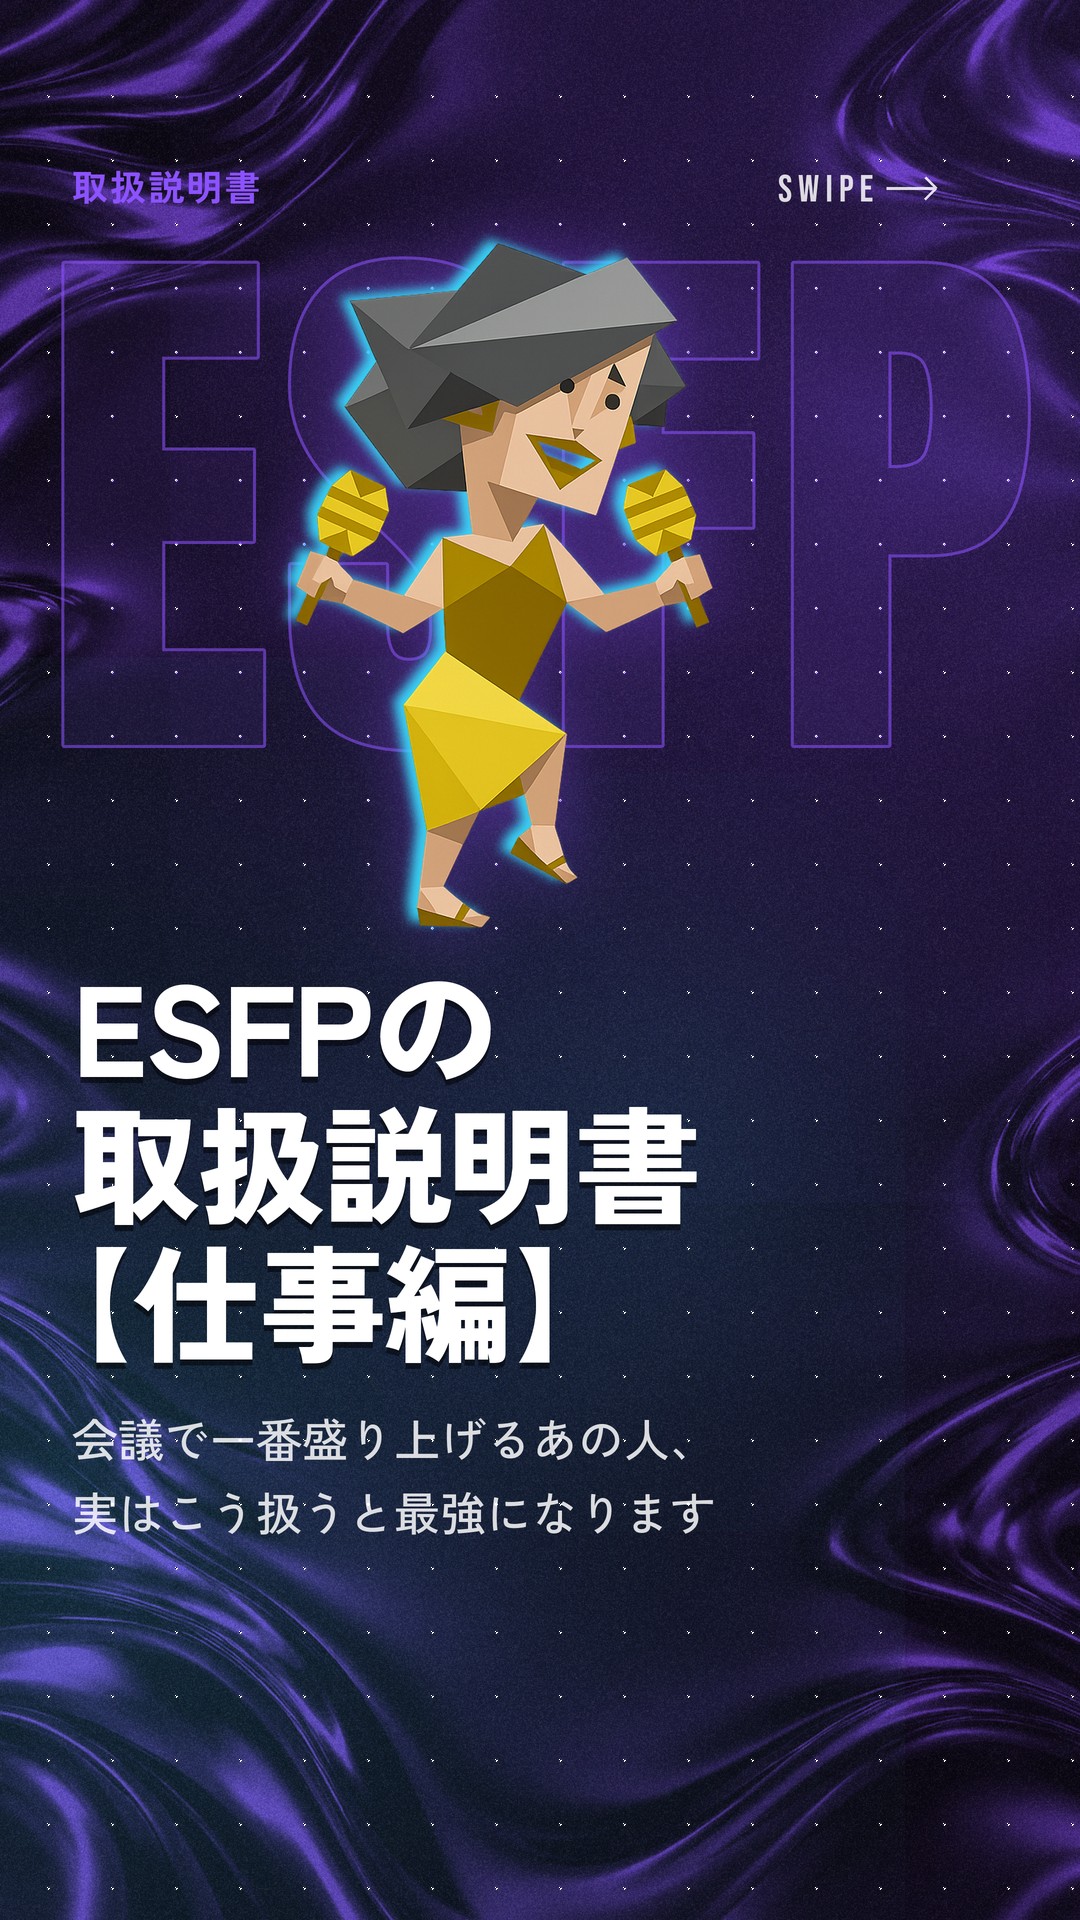 取扱説明書
SWIPE →
ESFP
ESFPの
取扱説明書
【仕事編】
会議で一番盛り上げるあの人、
実はこう扱うと最強になります